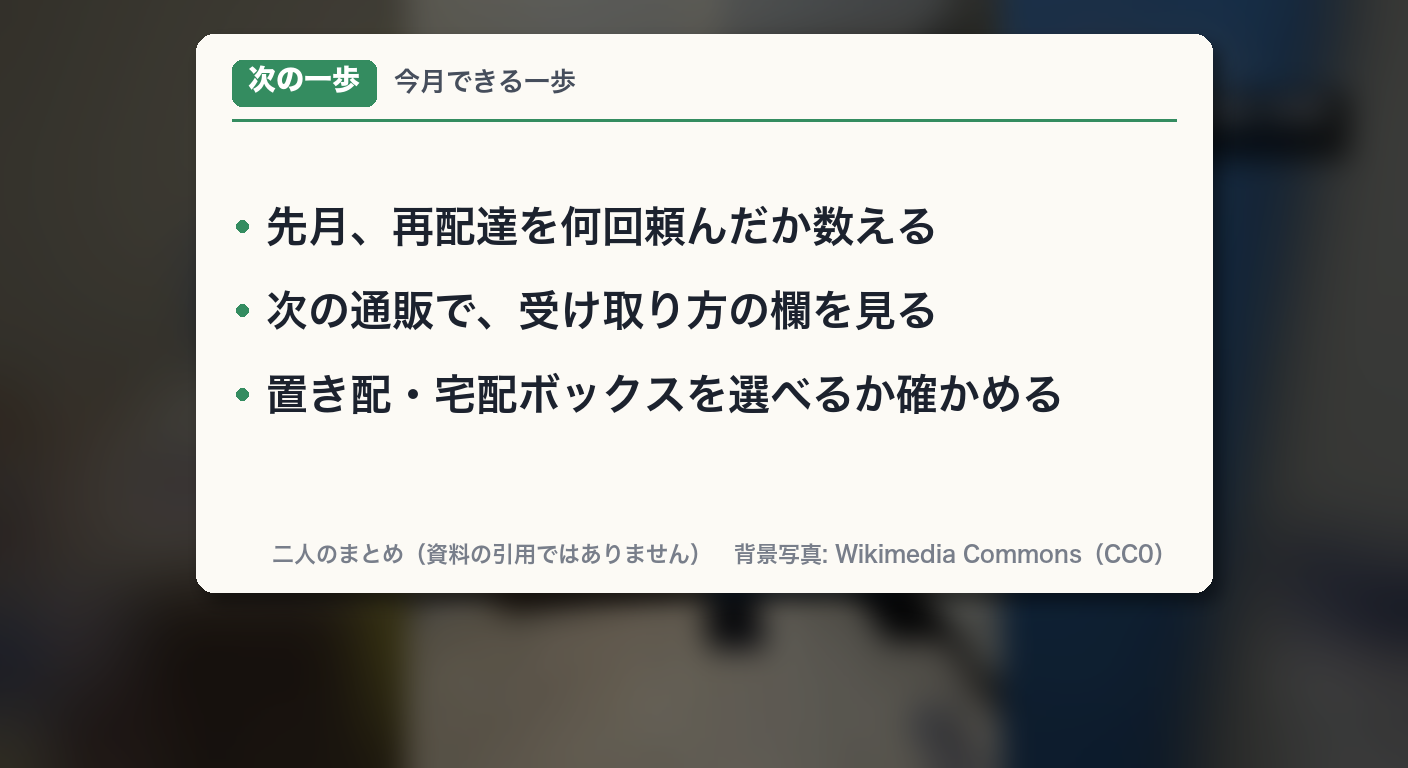 次の一歩 今月できる一歩
• 先月、再配達を何回頼んだか数える
• 次の通販で、受け取り方の欄を見る
• 置き配・宅配ボックスを選べるか確かめる
二人のまとめ（資料の引用ではありません） 背景写真: Wikimedia Commons（CC0）